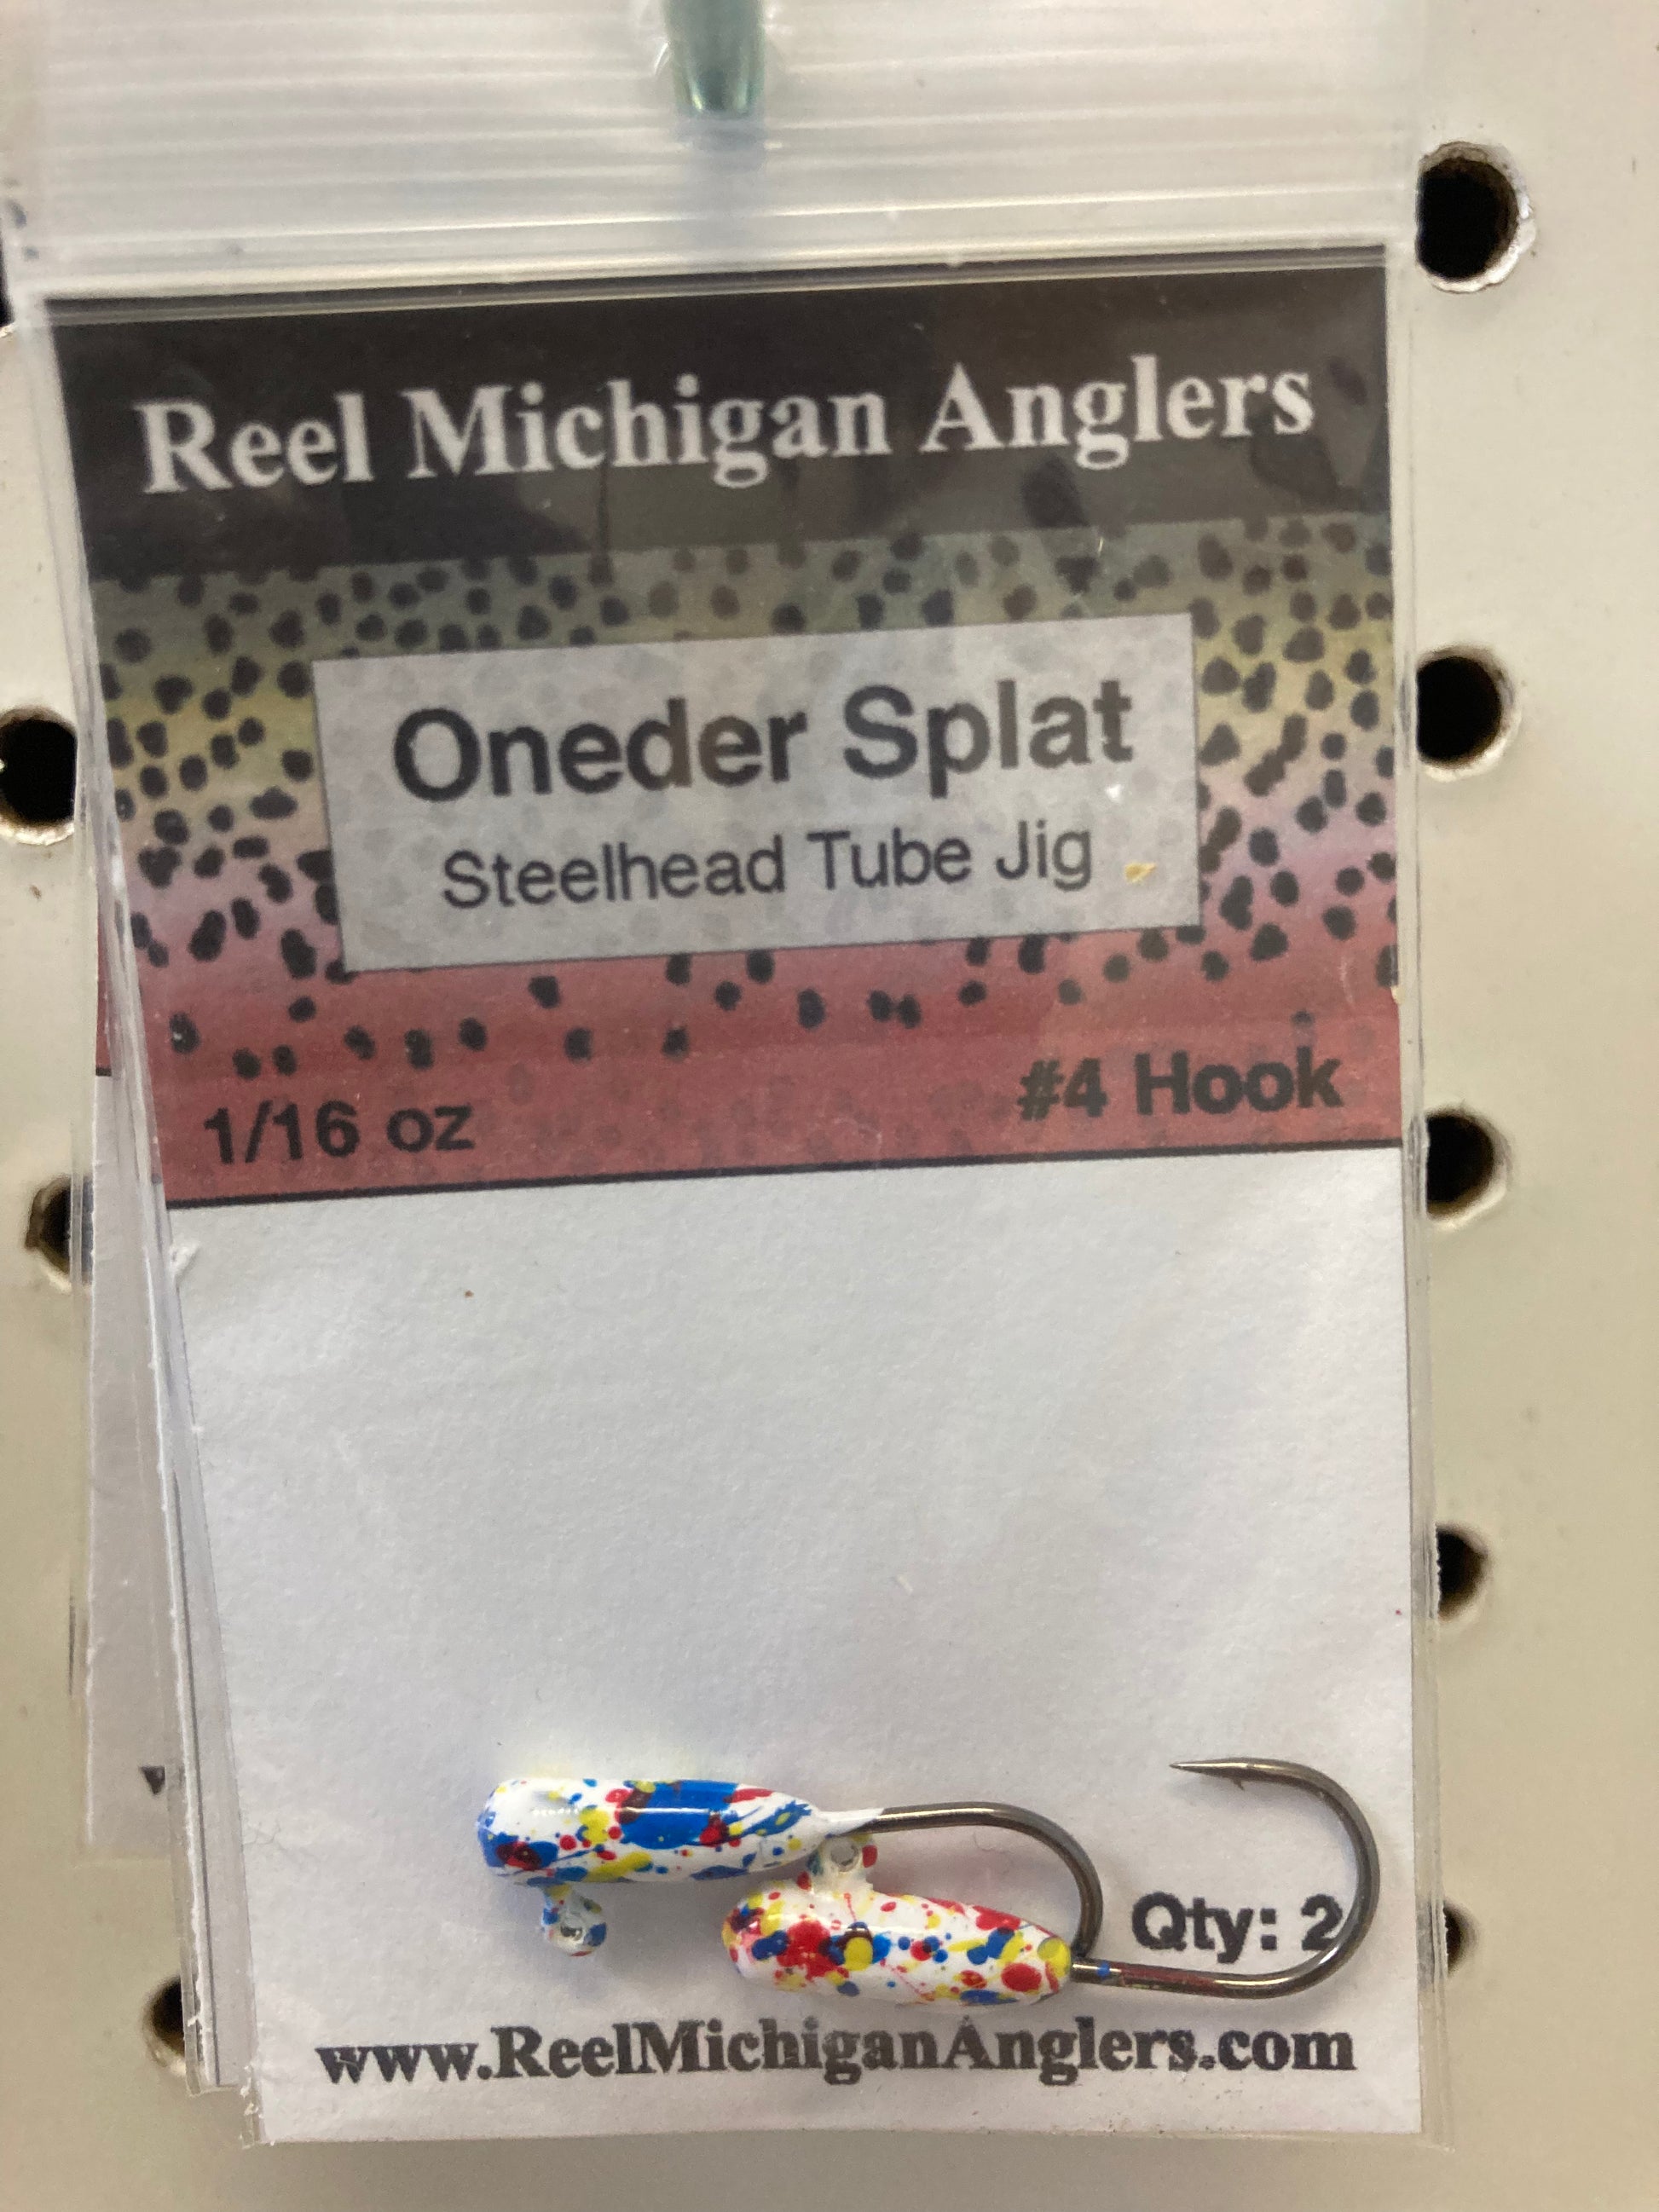 Reel Michigan Anglers
Oneder Splat
Steelhead Tube Jig
1/16 oz
#4 Hook
Qty: 2
www.ReelMichiganAnglers.com